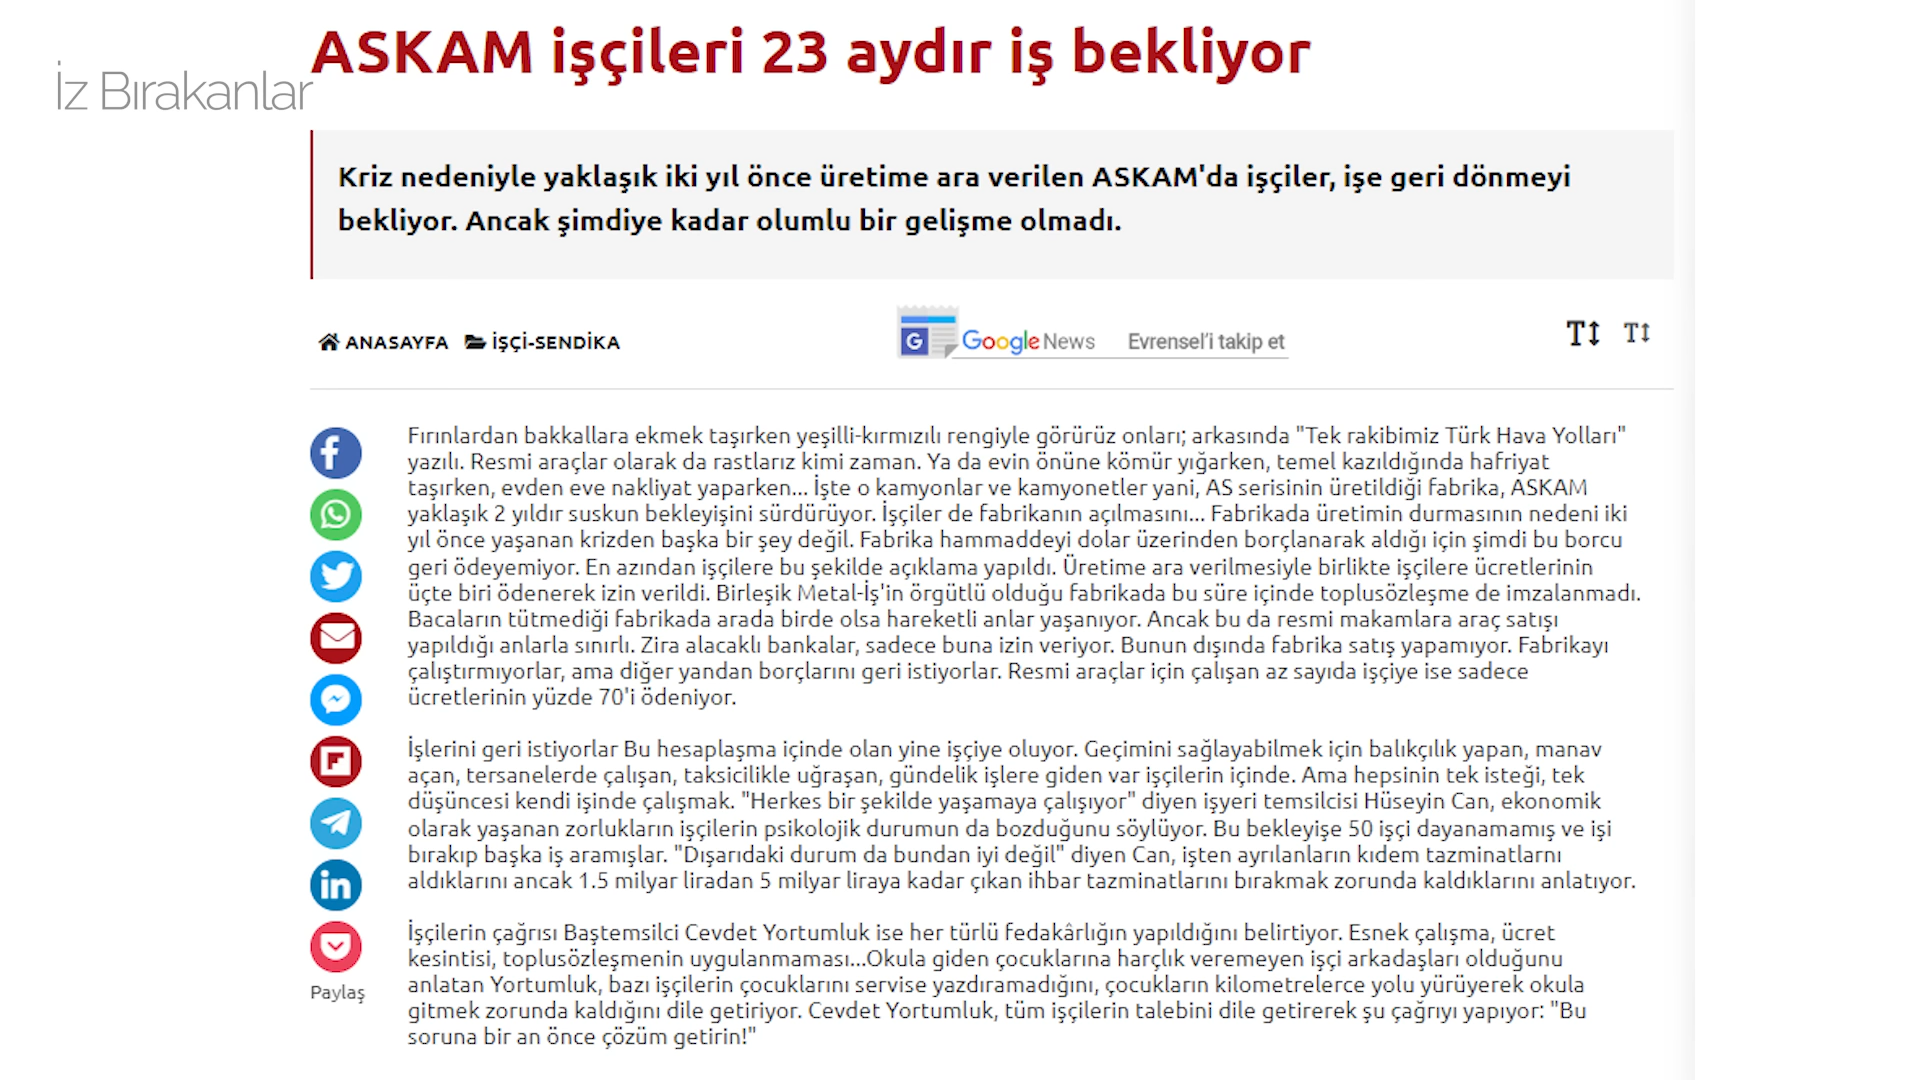 ASKAM işçileri 23 aydır iş bekliyor
İz Bırakanlar
Kriz nedeniyle yaklaşık iki yıl önce üretime ara verilen ASKAM'da işçiler, işe geri dönmeyi
bekliyor. Ancak şimdiye kadar olumlu bir gelişme olmadı.
ANASAYFA İŞÇİ-SENDİKA
G Google News Evrensel'i takip et
T↕ T↕
Fırınlardan bakkallara ekmek taşırken yeşilli-kırmızılı rengiyle görürüz onları; arkasında "Tek rakibimiz Türk Hava Yolları"
yazılı. Resmi araçlar olarak da rastlarız kimi zaman. Ya da evin önüne kömür yığarken, temel kazıldığında hafriyat
taşırken, evden eve nakliyat yaparken... İşte o kamyonlar ve kamyonetler yani, AS serisinin üretildiği fabrika, ASKAM
yaklaşık 2 yıldır suskun bekleyişini sürdürüyor. İşçiler de fabrikanın açılmasını... Fabrikada üretimin durmasının nedeni iki
yıl önce yaşanan krizden başka bir şey değil. Fabrika hammaddeyi dolar üzerinden borçlanarak aldığı için şimdi bu borcu
geri ödeyemiyor. En azından işçilere bu şekilde açıklama yapıldı. Üretime ara verilmesiyle birlikte işçilere ücretlerinin
üçte biri ödenerek izin verildi. Birleşik Metal-İş'in örgütlü olduğu fabrikada bu süre içinde toplusözleşme de imzalanmadı.
Bacaların tütmediği fabrikada arada birde olsa hareketli anlar yaşanıyor. Ancak bu da resmi makamlara araç satışı
yapıldığı anlarla sınırlı. Zira alacaklı bankalar, sadece buna izin veriyor. Bunun dışında fabrika satış yapamıyor. Fabrikayı
çalıştırmıyorlar, ama diğer yandan borçlarını geri istiyorlar. Resmi araçlar için çalışan az sayıda işçiye ise sadece
ücretlerinin yüzde 70'i ödeniyor.
İşlerini geri istiyorlar Bu hesaplaşma içinde olan yine işçiye oluyor. Geçimini sağlayabilmek için balıkçılık yapan, manav
açan, tersanelerde çalışan, taksicilikle uğraşan, gündelik işlere giden var işçilerin içinde. Ama hepsinin tek isteği, tek
düşüncesi kendi işinde çalışmak. "Herkes bir şekilde yaşamaya çalışıyor" diyen işyeri temsilcisi Hüseyin Can, ekonomik
olarak yaşanan zorlukların işçilerin psikolojik durumun da bozduğunu söylüyor. Bu bekleyişe 50 işçi dayanamamış ve işi
bırakıp başka iş aramışlar. "Dışarıdaki durum da bundan iyi değil" diyen Can, işten ayrılanların kıdem tazminatlarnı
aldıklarını ancak 1.5 milyar liradan 5 milyar liraya kadar çıkan ihbar tazminatlarını bırakmak zorunda kaldıklarını anlatıyor.
İşçilerin çağrısı Baştemsilci Cevdet Yortumluk ise her türlü fedakârlığın yapıldığını belirtiyor. Esnek çalışma, ücret
kesintisi, toplusözleşmenin uygulanmaması...Okula giden çocuklarına harçlık veremeyen işçi arkadaşları olduğunu
anlatan Yortumluk, bazı işçilerin çocuklarını servise yazdıramadığını, çocukların kilometrelerce yolu yürüyerek okula
gitmek zorunda kaldığını dile getiriyor. Cevdet Yortumluk, tüm işçilerin talebini dile getirerek şu çağrıyı yapıyor: "Bu
soruna bir an önce çözüm getirin!"
Paylaş